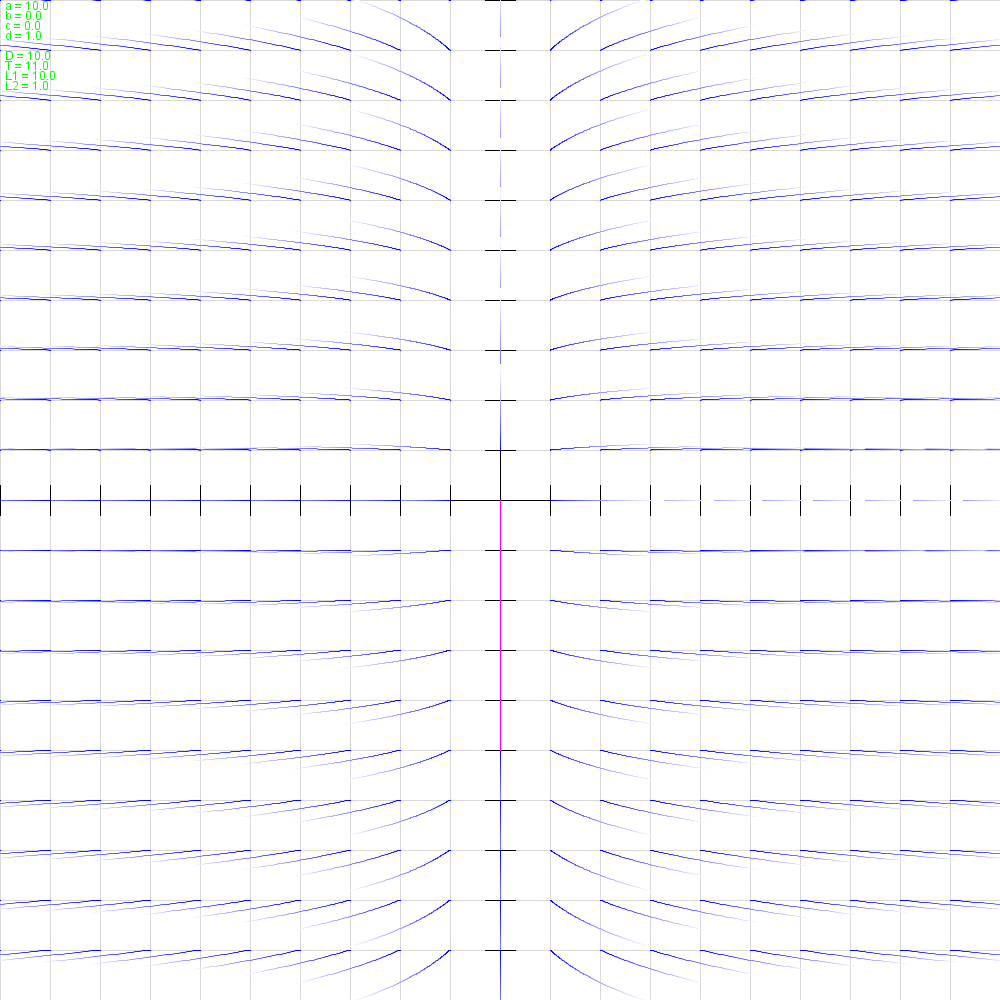 a = 10.0
b = 0.0
c = 0.0
d = 1.0
D = 10.0
T = 11.0
L1 = 10.0
L2 = 1.0